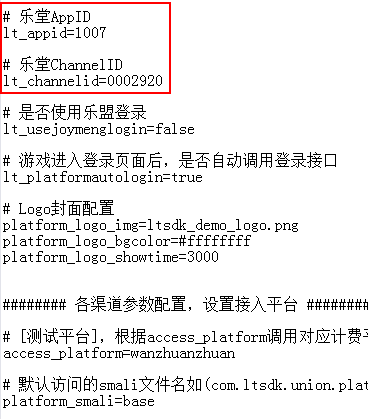 # 乐堂AppID
lt_appid=1007
# 乐堂ChannelID
lt_channelid=0002920
# 是否使用乐盟登录
lt_usejoymenglogin=false
# 游戏进入登录页面后，是否自动调用登录接口
lt_platformautologin=true
# Logo封面配置
platform_logo_img=ltsdk_demo_logo.png
platform_logo_bgcolor=#ffffffff
platform_logo_showtime=3000
######## 各渠道参数配置，设置接入平台 ########
# [测试平台]，根据access_platform调用对应计费
access_platform=wanzhuanzhuan
# 默认访问的smali文件名如(com.ltsdk.union.plat
platform_smali=base